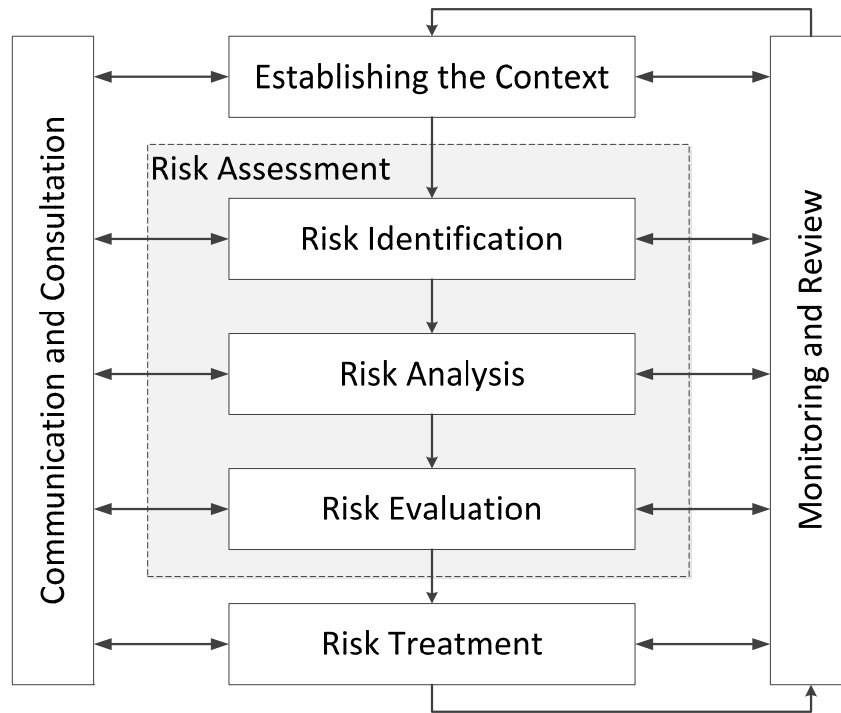 Establishing the Context
Risk Assessment
Risk Identification
Risk Analysis
Risk Evaluation
Risk Treatment
Communication and Consultation
Monitoring and Review